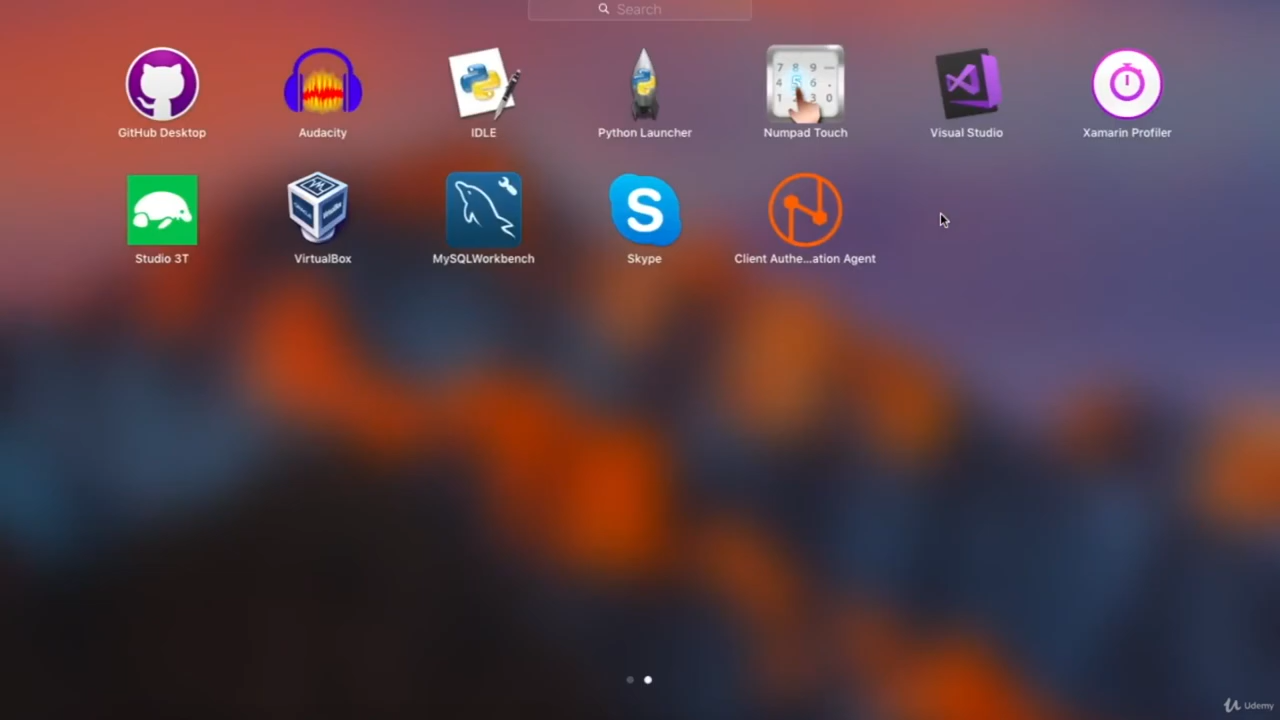 Search
GitHub Desktop
Audacity
IDLE
Python Launcher
Numpad Touch
Visual Studio
Xamarin Profiler
Studio 3T
VirtualBox
MySQLWorkbench
Skype
Client Authe...ation Agent
Udemy